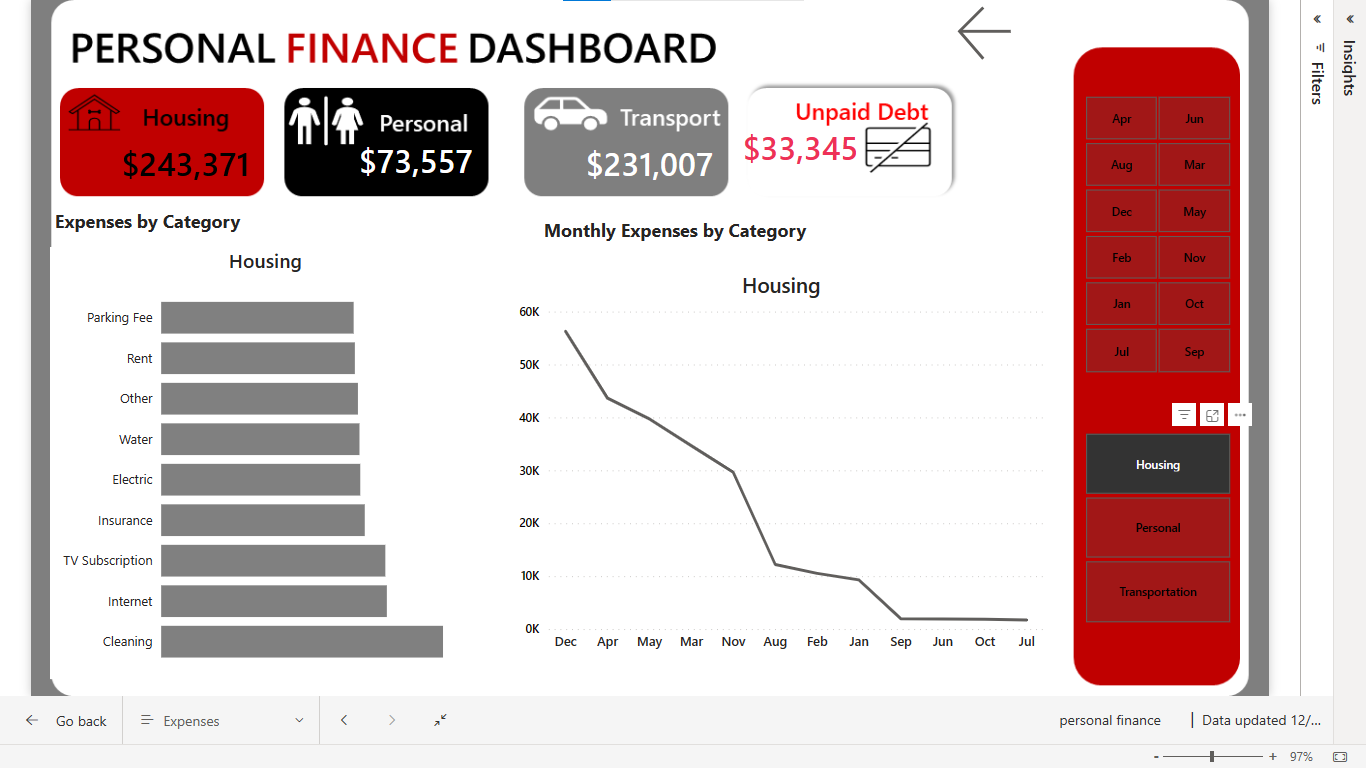 PERSONAL FINANCE DASHBOARD
Housing
$243,371
Personal
$73,557
Transport
$231,007
Unpaid Debt
$33,345
Expenses by Category
Housing
Parking Fee
Rent
Other
Water
Electric
Insurance
TV Subscription
Internet
Cleaning
Monthly Expenses by Category
Housing
60K
50K
40K
30K
20K
10K
0K
Dec Apr May Mar Nov Aug Feb Jan Sep Jun Oct Jul
Apr Jun
Aug Mar
Dec May
Feb Nov
Jan Oct
Jul Sep
Housing
Personal
Transportation
Filters
Insights
Go back
Expenses
personal finance
Data updated 12/...
- + 97%